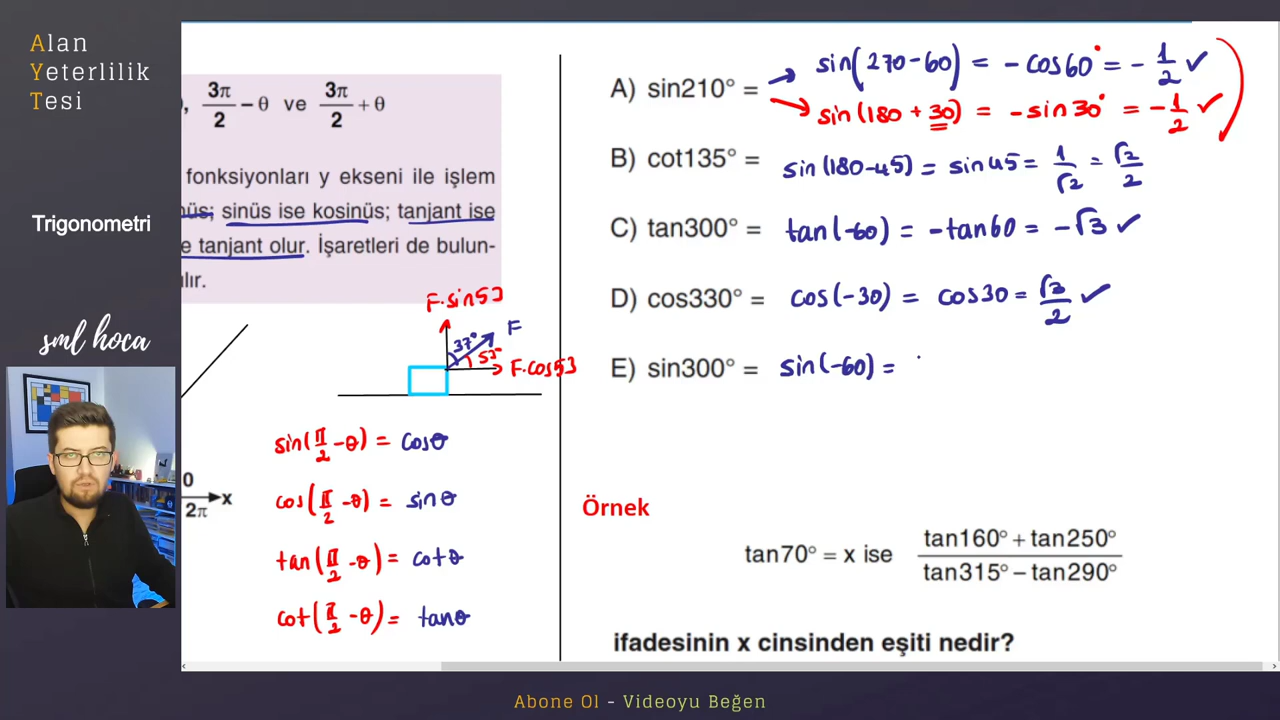 Alan
Yeterlilik
Tesi
Trigonometri
sml hoca
3π/2 - θ ve 3π/2 + θ
fonksiyonları y ekseni ile işlem
nüs; sinüs ise kosinüs; tanjant ise
e tanjant olur. İşaretleri de bulun-
lır.
F.sin53
37° F
53°
F.cos53
0
2π x
sin(π/2 - θ) = cosθ
cos(π/2 - θ) = sinθ
tan(π/2 - θ) = cotθ
cot(π/2 - θ) = tanθ
A) sin210° = sin(270-60) = -cos60° = -1/2 ✓
sin(180 + 30) = -sin30° = -1/2 ✓
B) cot135° = sin(180-45) = sin45 = 1/√2 = √2/2
C) tan300° = tan(-60) = -tan60 = -√3 ✓
D) cos330° = cos(-30) = cos30 = √3/2 ✓
E) sin300° = sin(-60) =
Örnek
tan70° = x ise tan160° + tan250° / tan315° - tan290°
ifadesinin x cinsinden eşiti nedir?
Abone Ol - Videoyu Beğen